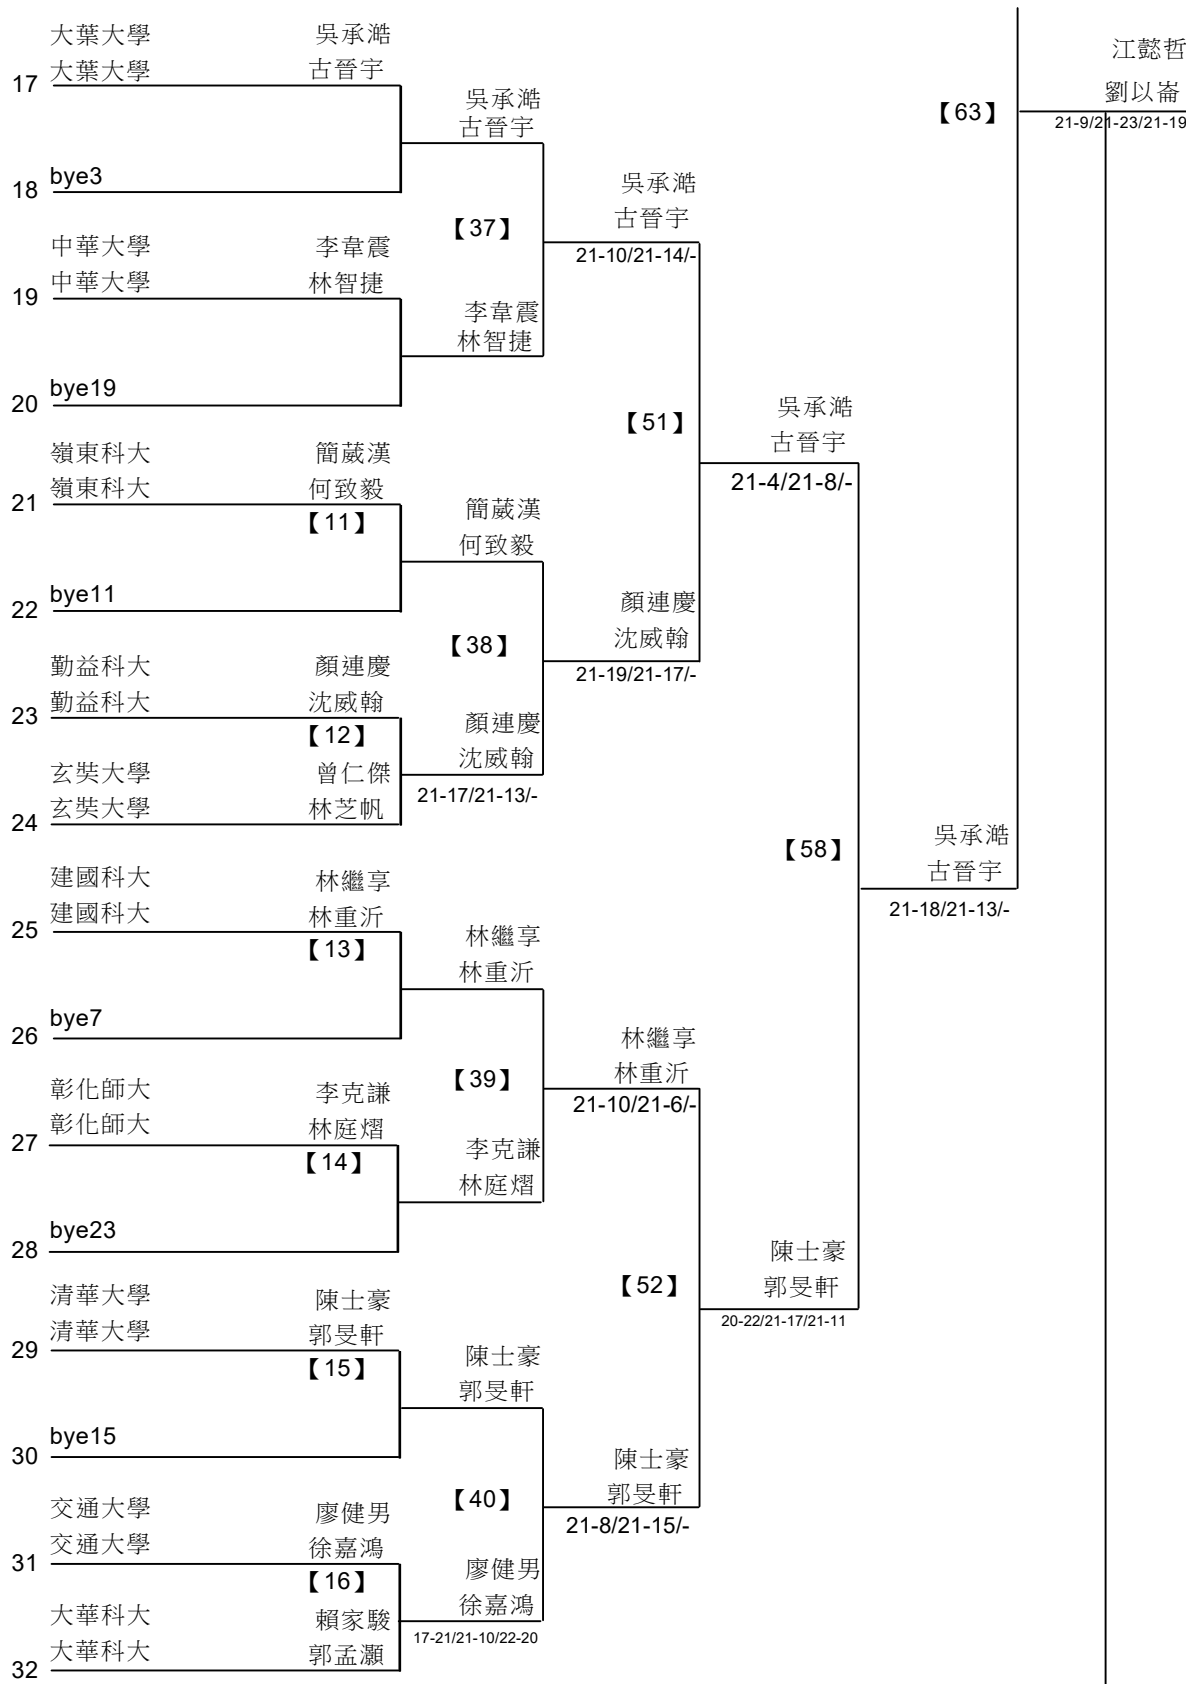 大葉大學 吳承澔
大葉大學 古晉宇
17
吳承澔
古晉宇
bye3
18
【37】
吳承澔
古晉宇
21-10/21-14/-
中華大學 李韋震
中華大學 林智捷
19
李韋震
林智捷
bye19
20
【51】
吳承澔
古晉宇
21-4/21-8/-
嶺東科大 簡葳漢
嶺東科大 何致毅
21
【11】
簡葳漢
何致毅
bye11
22
【38】
顏連慶
沈威翰
21-19/21-17/-
勤益科大 顏連慶
勤益科大 沈威翰
23
【12】
顏連慶
沈威翰
21-17/21-13/-
玄奘大學 曾仁傑
玄奘大學 林芝帆
24
【58】
吳承澔
古晉宇
21-18/21-13/-
建國科大 林繼享
建國科大 林重沂
25
【13】
林繼享
林重沂
bye7
26
【39】
林繼享
林重沂
21-10/21-6/-
彰化師大 李克謙
彰化師大 林庭熠
27
【14】
李克謙
林庭熠
bye23
28
【52】
陳士豪
郭旻軒
20-22/21-17/21-11
清華大學 陳士豪
清華大學 郭旻軒
29
【15】
陳士豪
郭旻軒
bye15
30
【40】
陳士豪
郭旻軒
21-8/21-15/-
交通大學 廖健男
交通大學 徐嘉鴻
31
【16】
廖健男
徐嘉鴻
17-21/21-10/22-20
大華科大 賴家駿
大華科大 郭孟灝
32
【63】
江懿哲
劉以崙
21-9/21-23/21-19